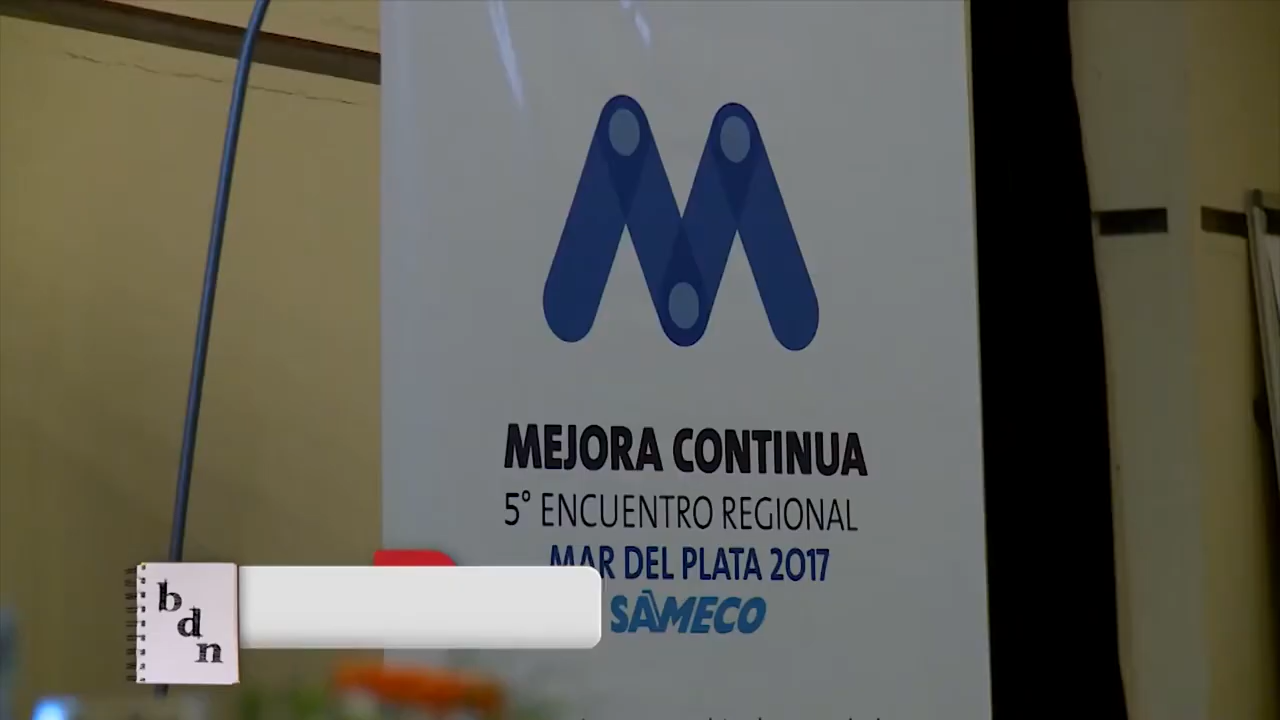 MEJORA CONTINUA
5° ENCUENTRO REGIONAL
MAR DEL PLATA 2017
SAMECO
b
d
n